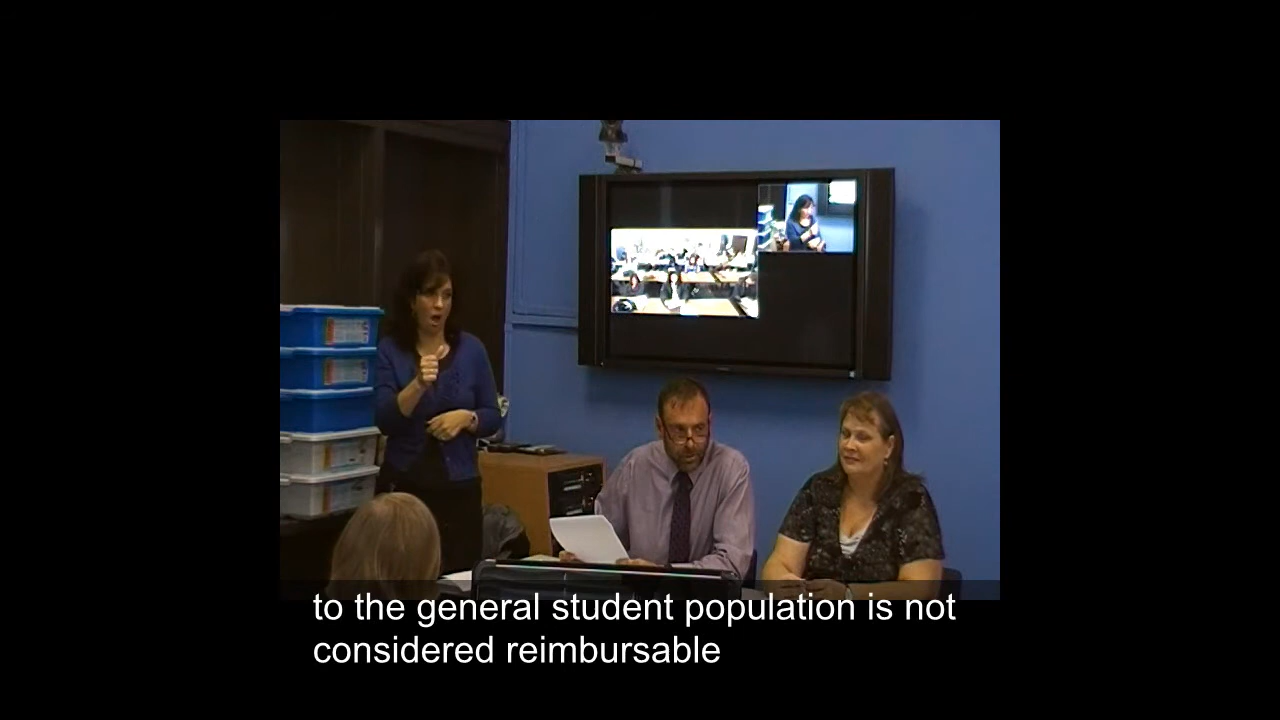 to the general student population is not
considered reimbursable